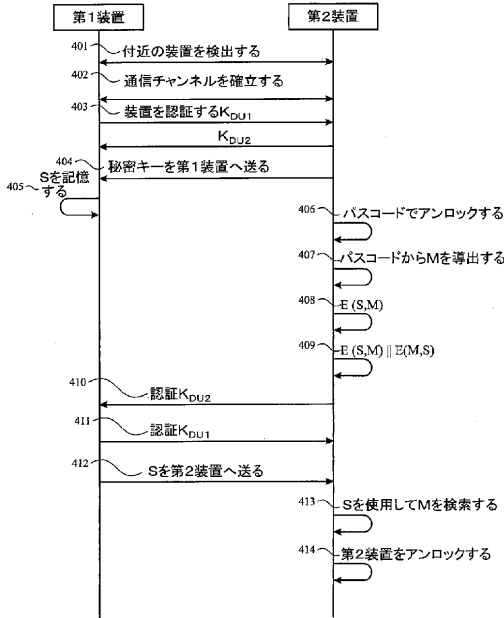 第1装置
第2装置
401
付近の装置を検出する
402
通信チャンネルを確立する
403
装置を認証するKDU1
KDU2
404
秘密キーを第1装置へ送る
405
Sを記憶
する
406
パスコードでアンロックする
407
パスコードからMを導出する
408
E (S,M)
409
E (S,M) || E(M,S)
410
認証KDU2
411
認証KDU1
412
Sを第2装置へ送る
413
Sを使用してMを検索する
414
第2装置をアンロックする